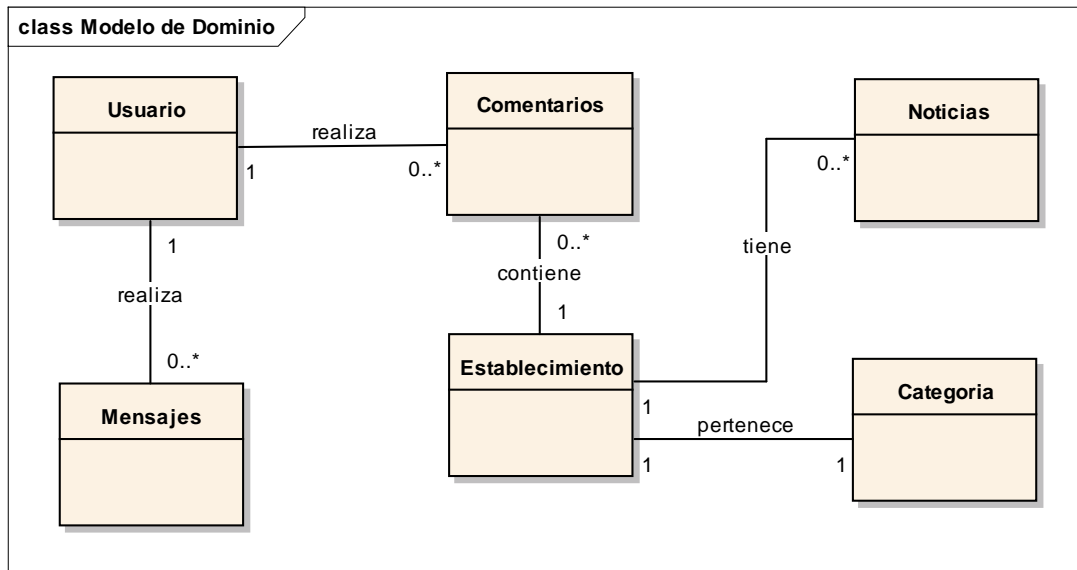 class Modelo de Dominio
Usuario
Comentarios
Noticias
realiza
1
0..*
0..*
1
0..*
tiene
contiene
realiza
1
0..*
Establecimiento
Categoria
1
Mensajes
pertenece
1
1